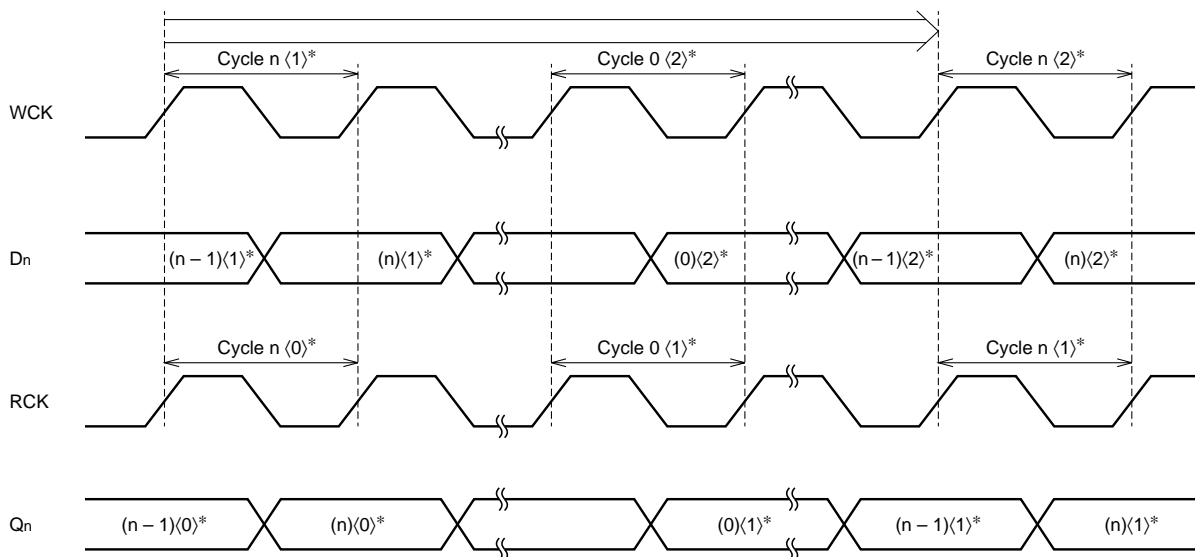 Cycle n ⟨1⟩* Cycle 0 ⟨2⟩* Cycle n ⟨2⟩*
WCK
Dn (n – 1)⟨1⟩* (n)⟨1⟩* (0)⟨2⟩* (n-1)⟨2⟩* (n)⟨2⟩*
Cycle n ⟨0⟩* Cycle 0 ⟨1⟩* Cycle n ⟨1⟩*
RCK
Qn (n – 1)⟨0⟩* (n)⟨0⟩* (0)⟨1⟩* (n – 1)⟨1⟩* (n)⟨1⟩*